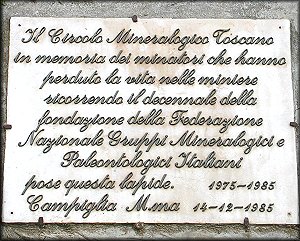 Il Circolo Mineralogico Toscano
in memoria dei minatori che hanno
perduto la vita nelle miniere
ricorrendo il decennale della
fondazione della Federazione
Nazionale Gruppi Mineralogici e
Paleontologici Italiani
pose questa lapide. 1975-1985
Campiglia M.ma 14-12-1985